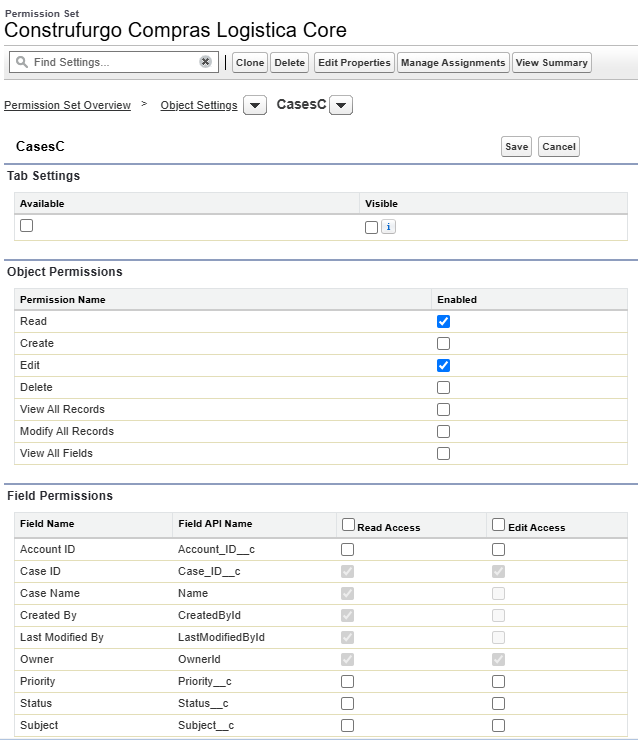 Permission Set
Construfurgo Compras Logistica Core
Find Settings...
Clone Delete Edit Properties Manage Assignments View Summary
Permission Set Overview > Object Settings CasesC
CasesC Save Cancel
Tab Settings
Available Visible
i
Object Permissions
Permission Name Enabled
Read
Create
Edit
Delete
View All Records
Modify All Records
View All Fields
Field Permissions
Field Name Field API Name Read Access Edit Access
Account ID Account_ID__c
Case ID Case_ID__c
Case Name Name
Created By CreatedById
Last Modified By LastModifiedById
Owner OwnerId
Priority Priority__c
Status Status__c
Subject Subject__c